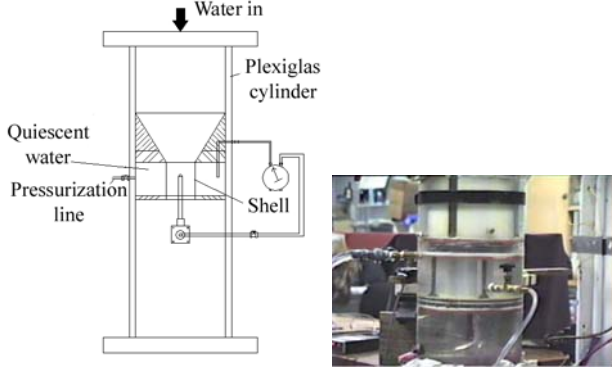 Water in
Plexiglas
cylinder
Quiescent
water
Pressurization
line
Shell